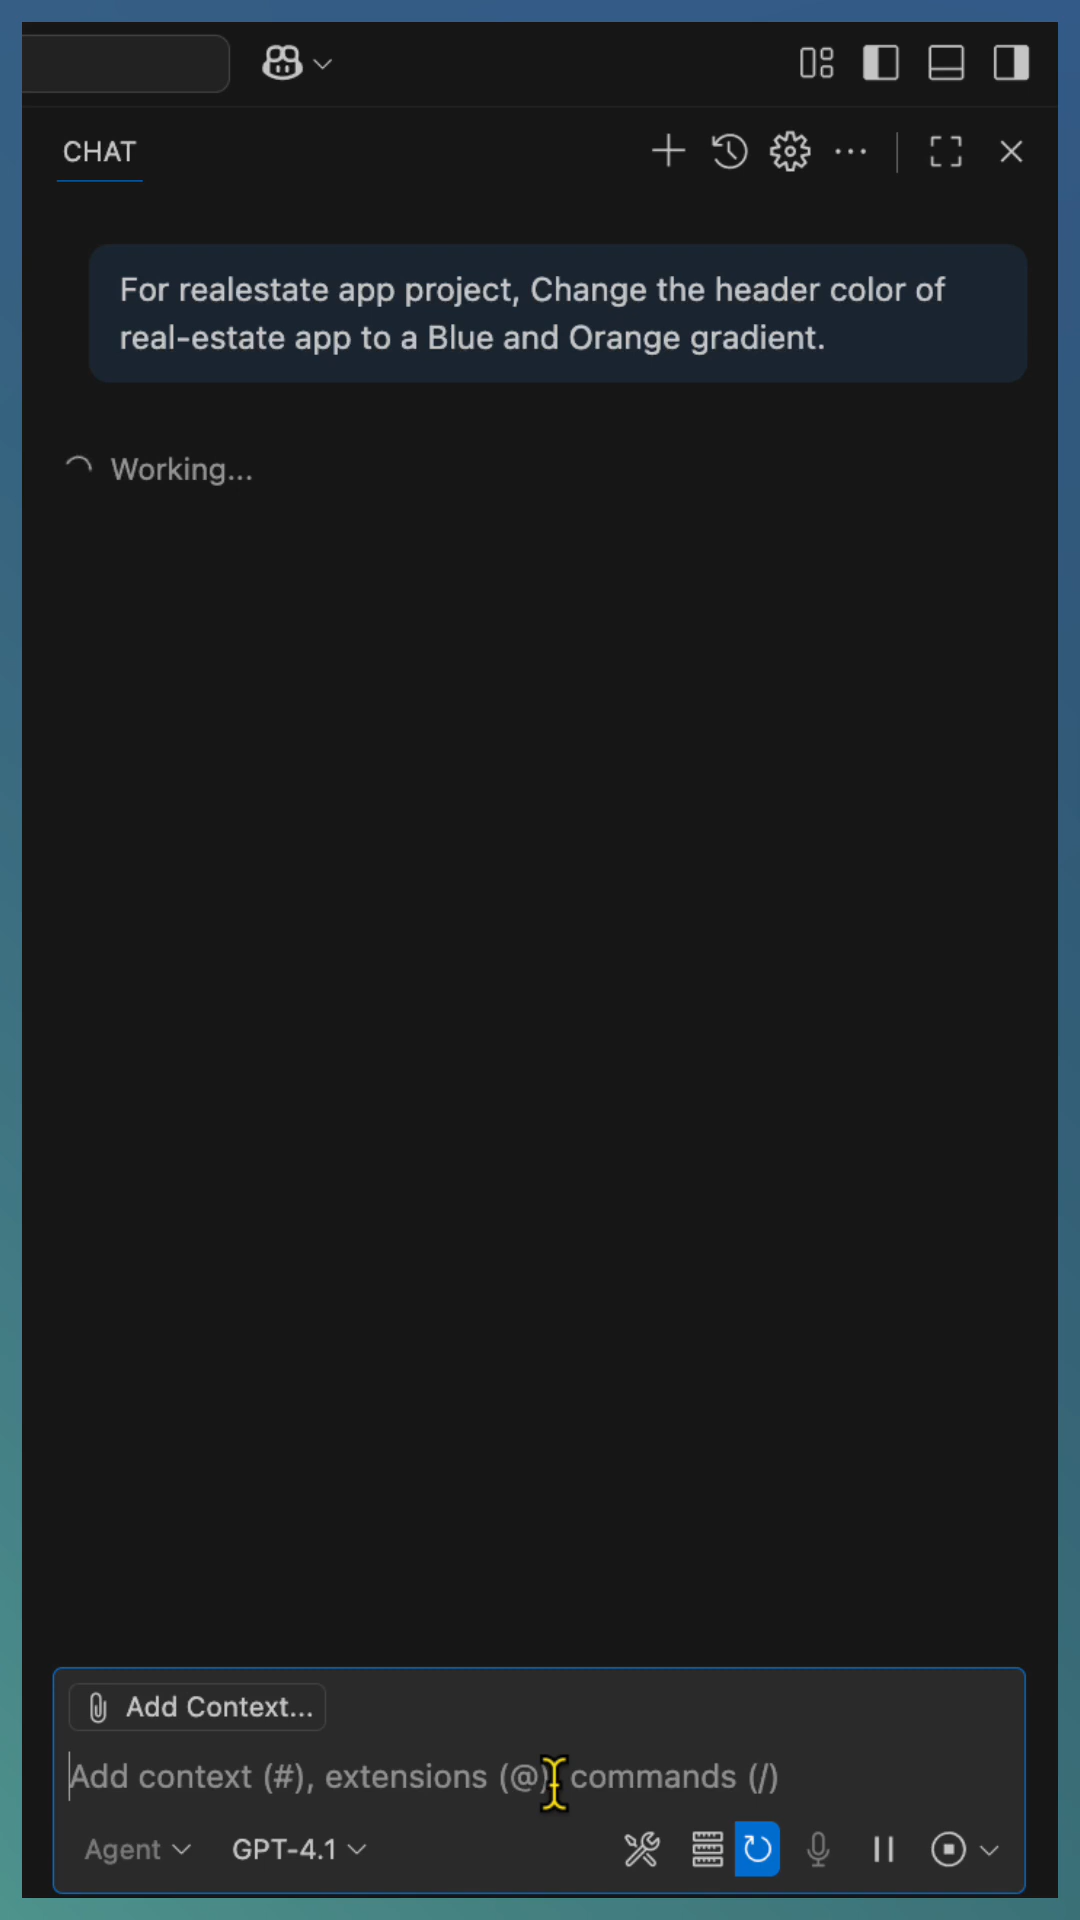 CHAT
For realestate app project, Change the header color of
real-estate app to a Blue and Orange gradient.
Working...
Add Context...
Add context (#), extensions (@), commands (/)
Agent
GPT-4.1